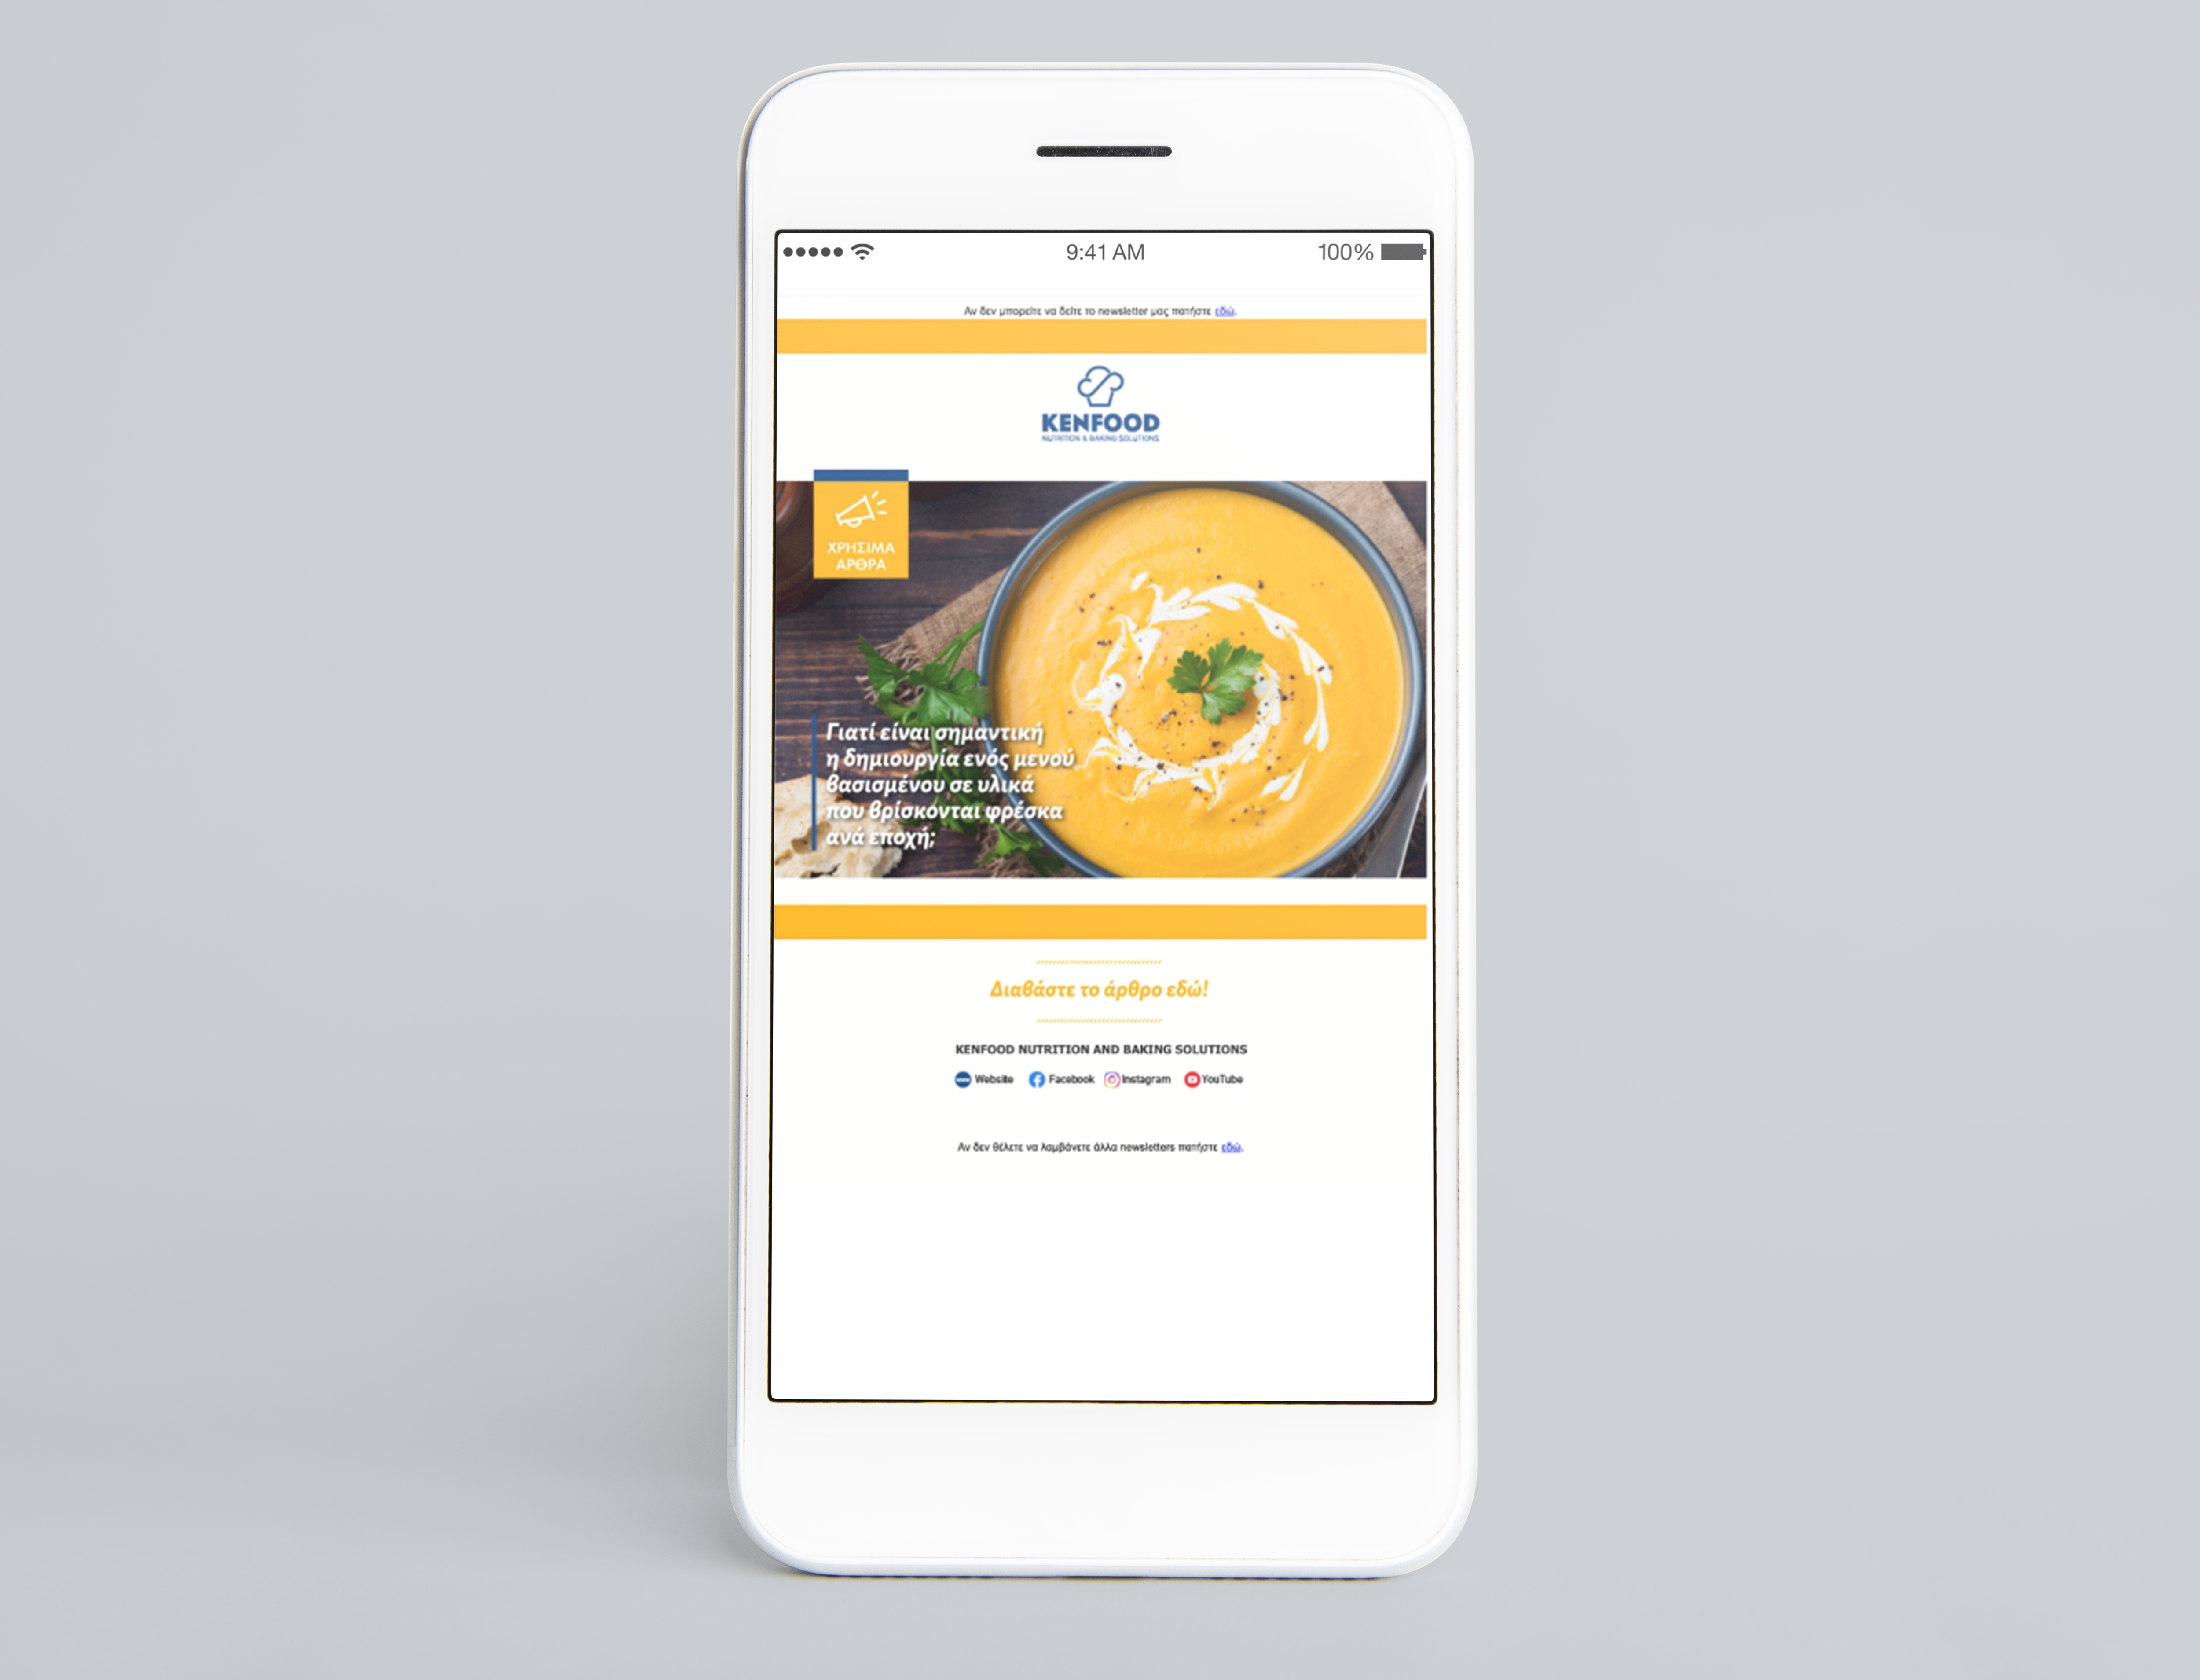 9:41 AM
100%
Αν δεν μπορείτε να δείτε το newsletter μας πατήστε εδώ.
KENFOOD
NUTRITION & BAKING SOLUTIONS
ΧΡΗΣΙΜΑ
ΑΡΘΡΑ
Γιατί είναι σημαντική
η δημιουργία ενός μενού
βασισμένου σε υλικά
που βρίσκονται φρέσκα
ανά εποχή;
Διαβάστε το άρθρο εδώ!
KENFOOD NUTRITION AND BAKING SOLUTIONS
Website Facebook Instagram YouTube
Αν δεν θέλετε να λαμβάνετε άλλα newsletters πατήστε εδώ.